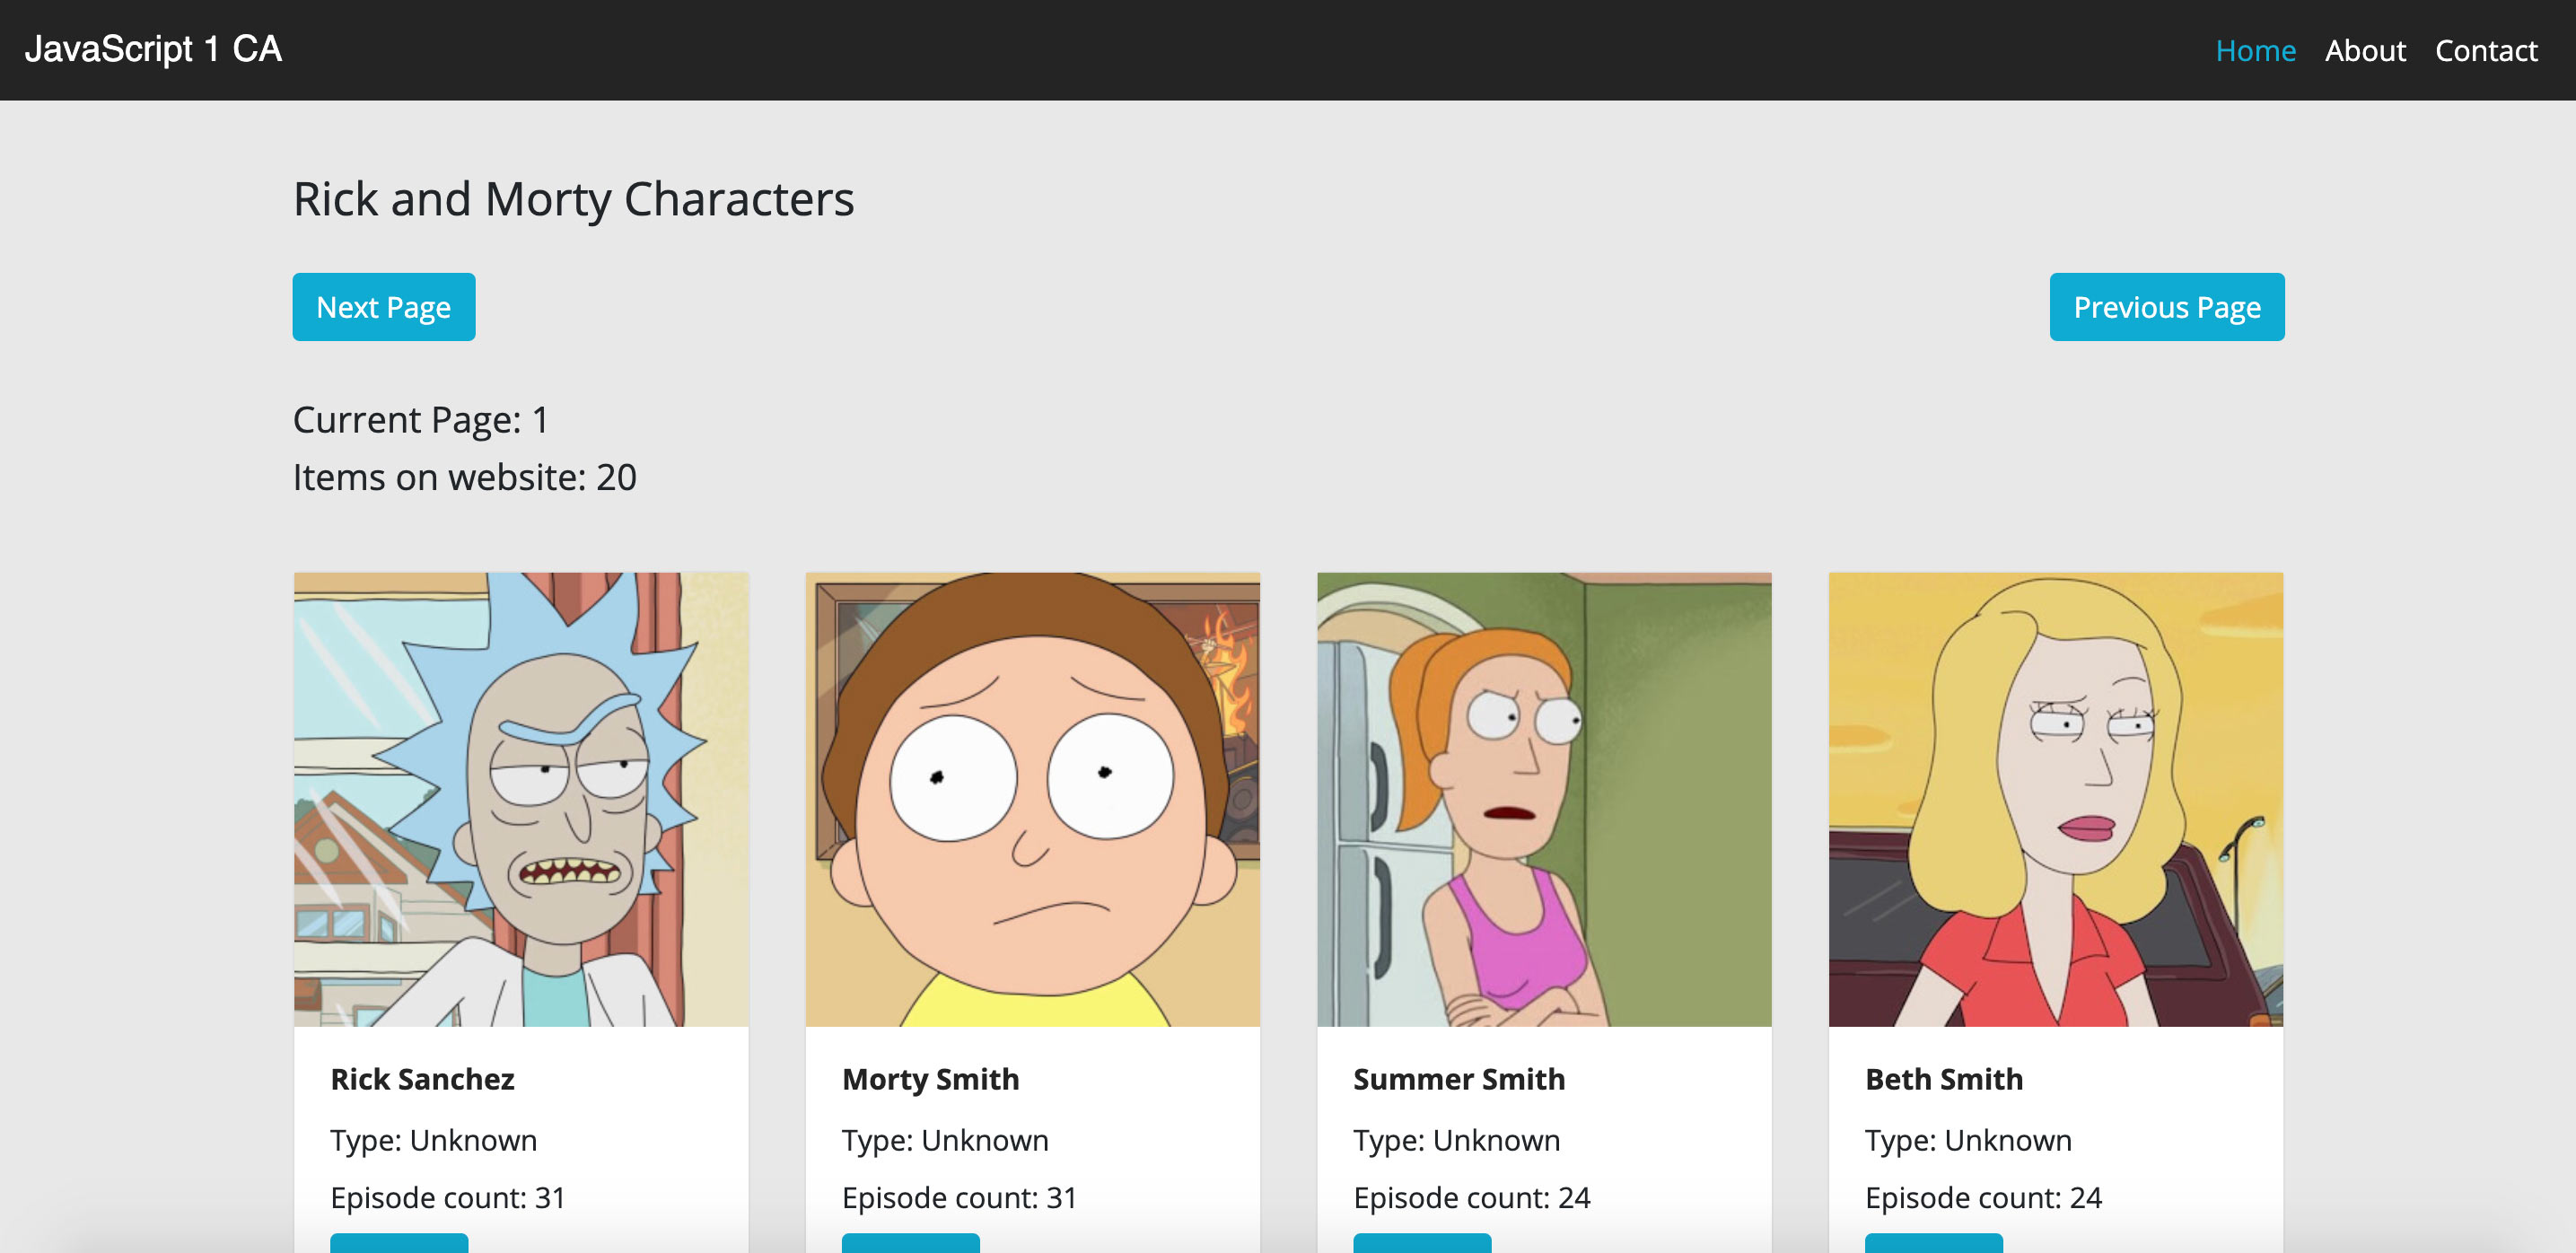 JavaScript 1 CA
Home About Contact
Rick and Morty Characters
Next Page
Previous Page
Current Page: 1
Items on website: 20
Rick Sanchez
Type: Unknown
Episode count: 31
Morty Smith
Type: Unknown
Episode count: 31
Summer Smith
Type: Unknown
Episode count: 24
Beth Smith
Type: Unknown
Episode count: 24